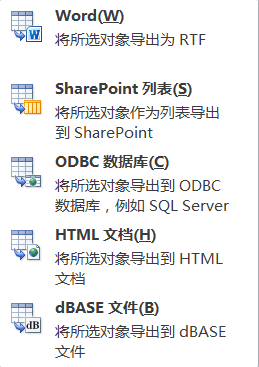 Word(W)
将所选对象导出为 RTF
SharePoint 列表(S)
将所选对象作为列表导出
到 SharePoint
ODBC 数据库(C)
将所选对象导出到 ODBC
数据库，例如 SQL Server
HTML 文档(H)
将所选对象导出到 HTML
文档
dBASE 文件(B)
将所选对象导出到 dBASE
文件